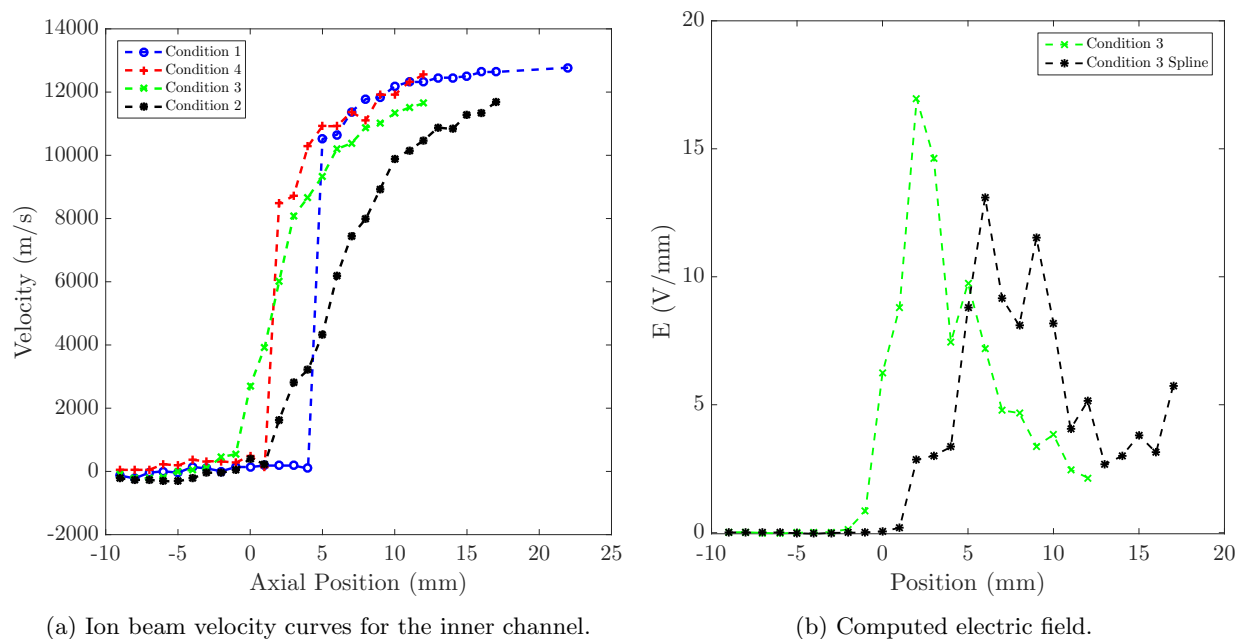 14000
12000
10000
8000
6000
4000
2000
0
-2000
-10
-5
0
5
10
15
20
25
Velocity (m/s)
Axial Position (mm)
Condition 1
Condition 4
Condition 3
Condition 2
(a) Ion beam velocity curves for the inner channel.
20
15
10
5
0
-10
-5
0
5
10
15
20
E (V/mm)
Position (mm)
Condition 3
Condition 3 Spline
(b) Computed electric field.